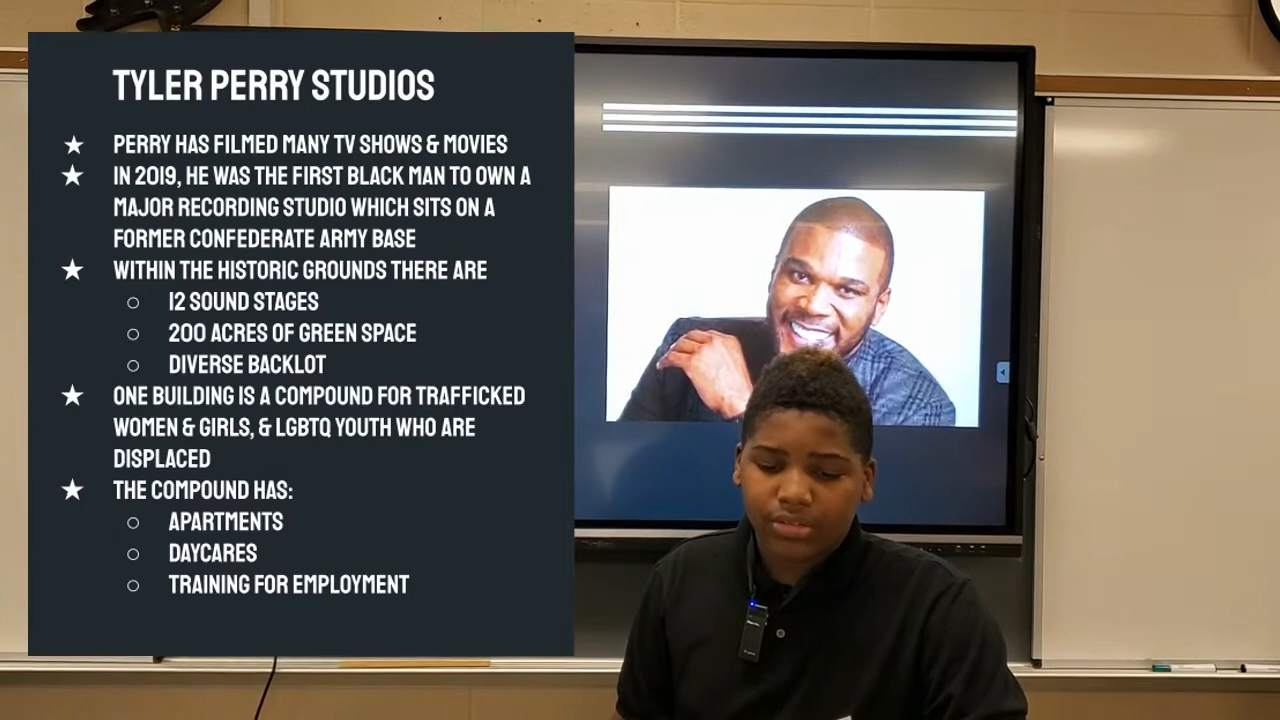 TYLER PERRY STUDIOS
★ PERRY HAS FILMED MANY TV SHOWS & MOVIES
★ IN 2019, HE WAS THE FIRST BLACK MAN TO OWN A
MAJOR RECORDING STUDIO WHICH SITS ON A
FORMER CONFEDERATE ARMY BASE
★ WITHIN THE HISTORIC GROUNDS THERE ARE
○ 12 SOUND STAGES
○ 200 ACRES OF GREEN SPACE
○ DIVERSE BACKLOT
★ ONE BUILDING IS A COMPOUND FOR TRAFFICKED
WOMEN & GIRLS, & LGBTQ YOUTH WHO ARE
DISPLACED
★ THE COMPOUND HAS:
○ APARTMENTS
○ DAYCARES
○ TRAINING FOR EMPLOYMENT